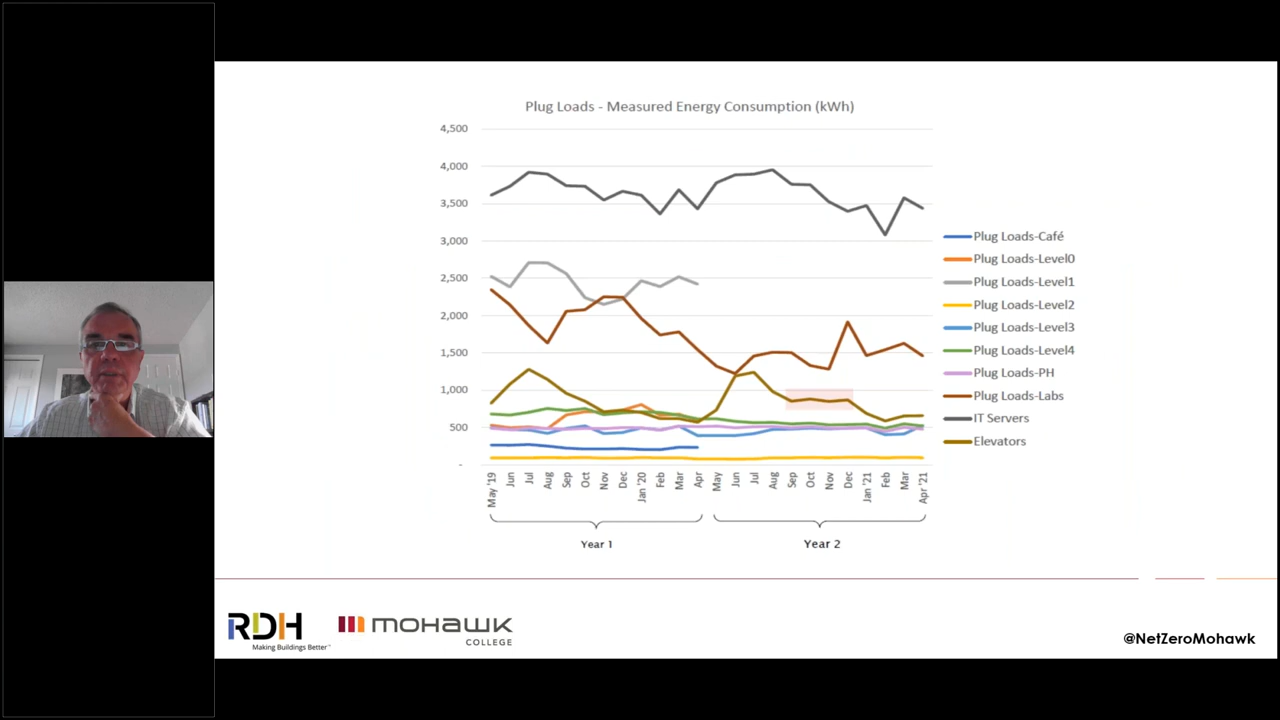 Plug Loads - Measured Energy Consumption (kWh)
4,500
4,000
3,500
3,000
2,500
2,000
1,500
1,000
500
-
May '19
Jun
Jul
Aug
Sep
Oct
Nov
Dec
Jan '20
Feb
Mar
Apr
May
Jun
Jul
Aug
Sep
Oct
Nov
Dec
Jan '21
Feb
Mar
Apr '21
Year 1
Year 2
Plug Loads-Café
Plug Loads-Level0
Plug Loads-Level1
Plug Loads-Level2
Plug Loads-Level3
Plug Loads-Level4
Plug Loads-PH
Plug Loads-Labs
IT Servers
Elevators
RDH
Making Buildings Better™
mohawk
COLLEGE
@NetZeroMohawk